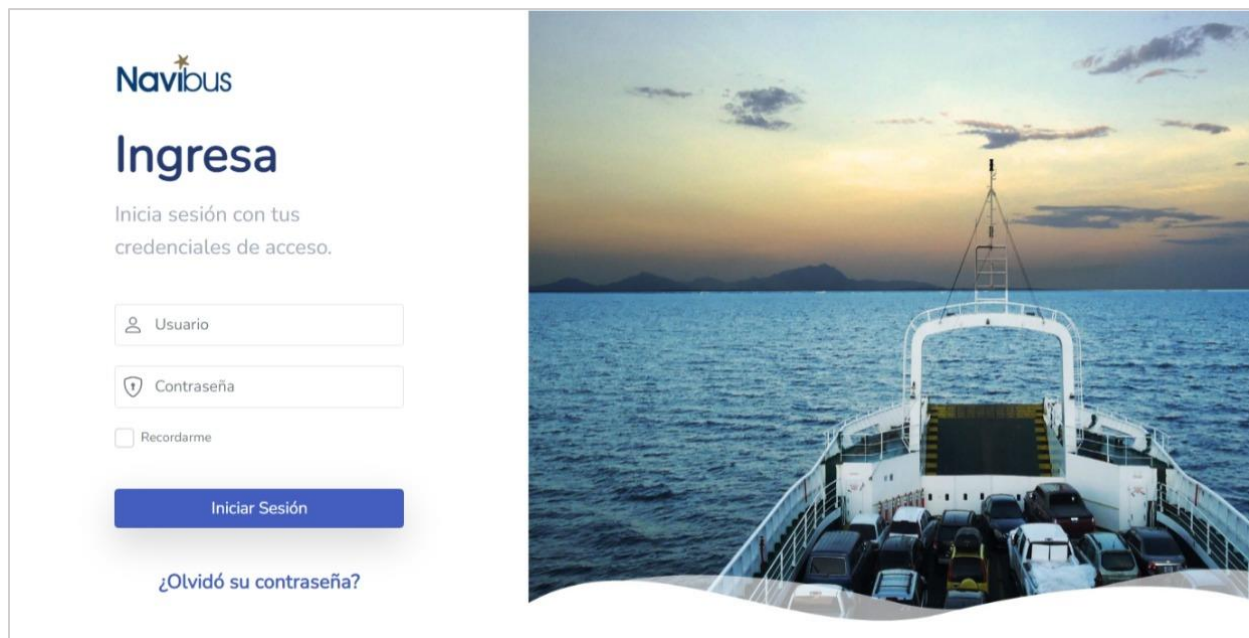 Navibus
Ingresa
Inicia sesión con tus
credenciales de acceso.
Usuario
Contraseña
Recordarme
Iniciar Sesión
¿Olvidó su contraseña?